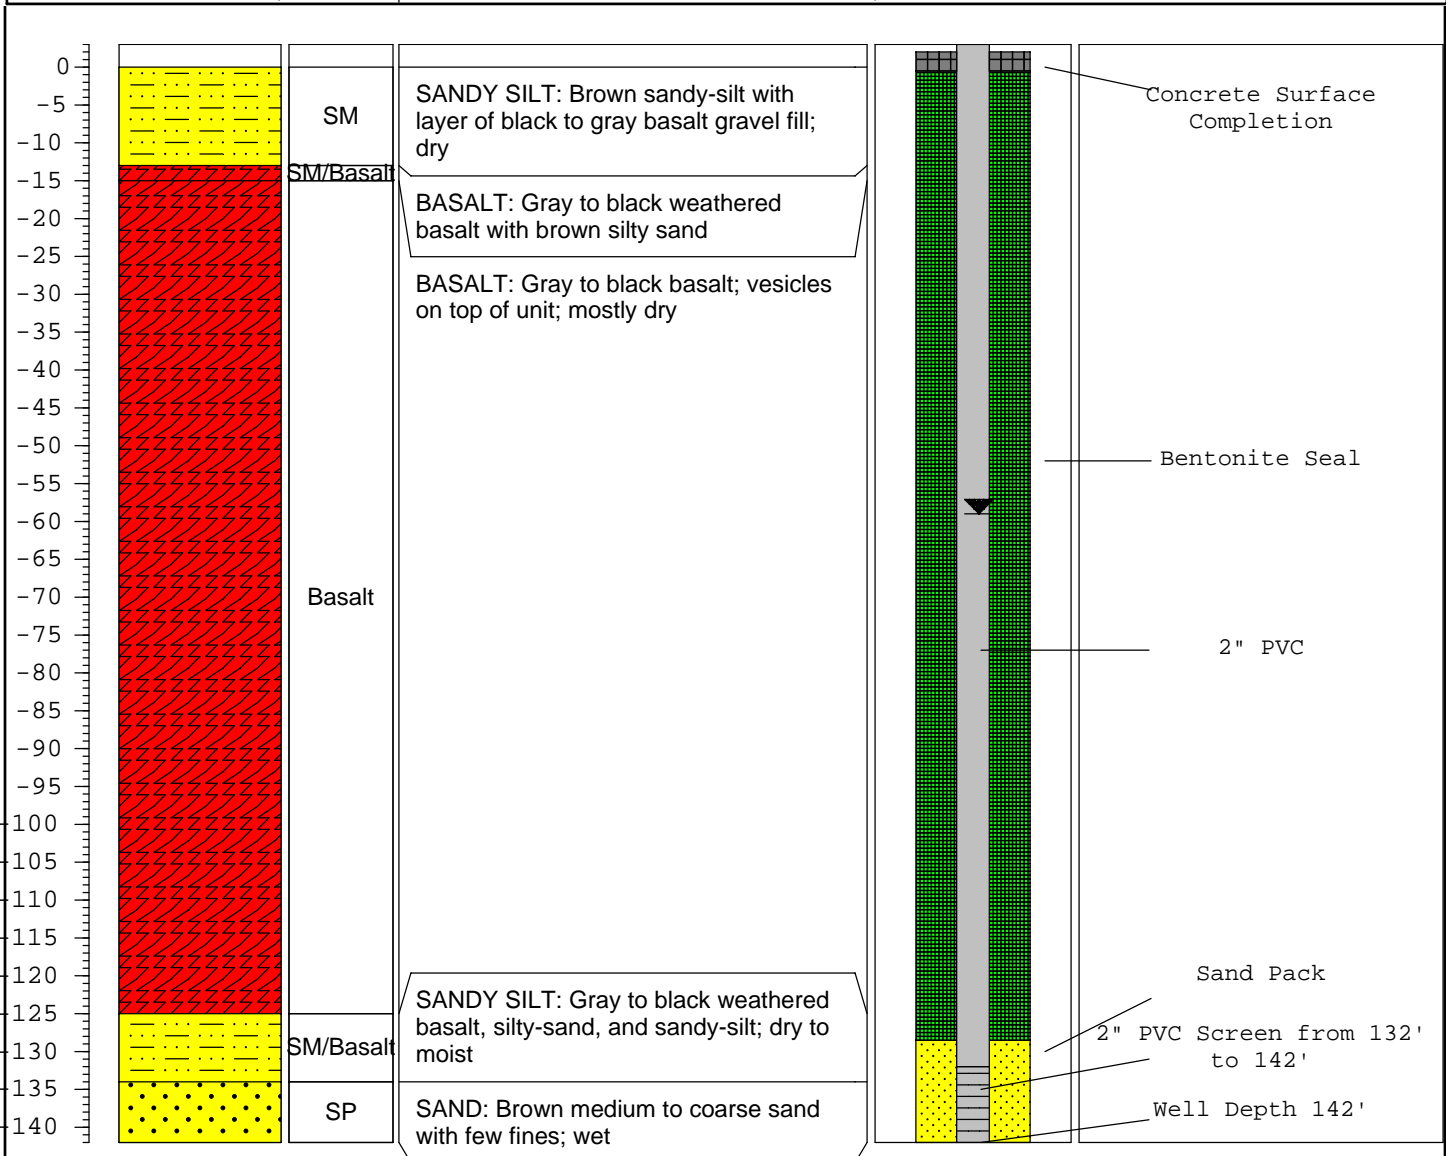 0
-5
-10
-15
-20
-25
-30
-35
-40
-45
-50
-55
-60
-65
-70
-75
-80
-85
-90
-95
-100
-105
-110
-115
-120
-125
-130
-135
-140
SM
SM/Basalt
Basalt
SM/Basalt
SP
SANDY SILT: Brown sandy-silt with
layer of black to gray basalt gravel fill;
dry
BASALT: Gray to black weathered
basalt with brown silty sand
BASALT: Gray to black basalt; vesicles
on top of unit; mostly dry
SANDY SILT: Gray to black weathered
basalt, silty-sand, and sandy-silt; dry to
moist
SAND: Brown medium to coarse sand
with few fines; wet
Concrete Surface
Completion
Bentonite Seal
2" PVC
Sand Pack
2" PVC Screen from 132'
to 142'
Well Depth 142'